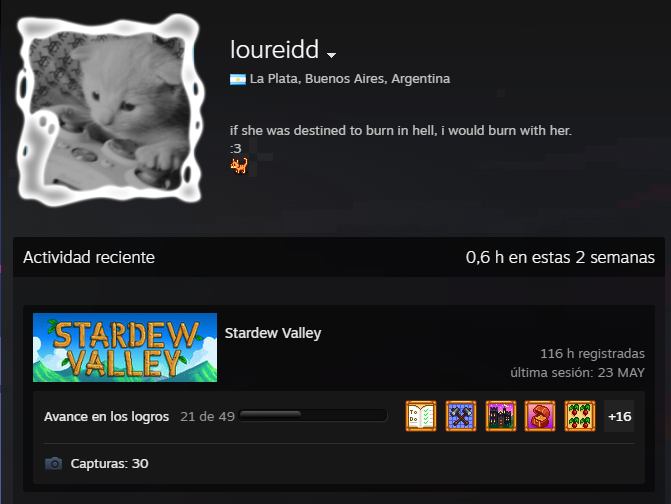 loureidd
La Plata, Buenos Aires, Argentina
if she was destined to burn in hell, i would burn with her.
:3
Actividad reciente
0,6 h en estas 2 semanas
STARDEW
VALLEY
Stardew Valley
116 h registradas
última sesión: 23 MAY
Avance en los logros 21 de 49
+16
Capturas: 30